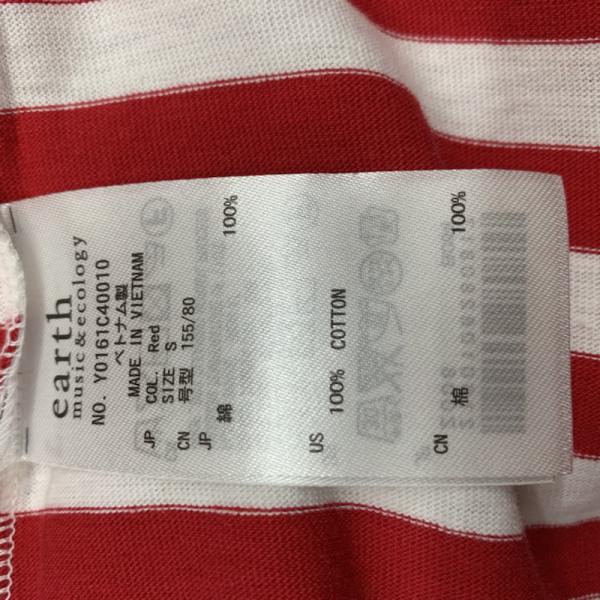 earth
music & ecology
NO. Y0161C40010
ベトナム製
MADE IN VIETNAM
JP COL. Red
SIZE S
CN 号型 155/80
JP 綿 100%
US 100% COTTON
CN 棉 100%